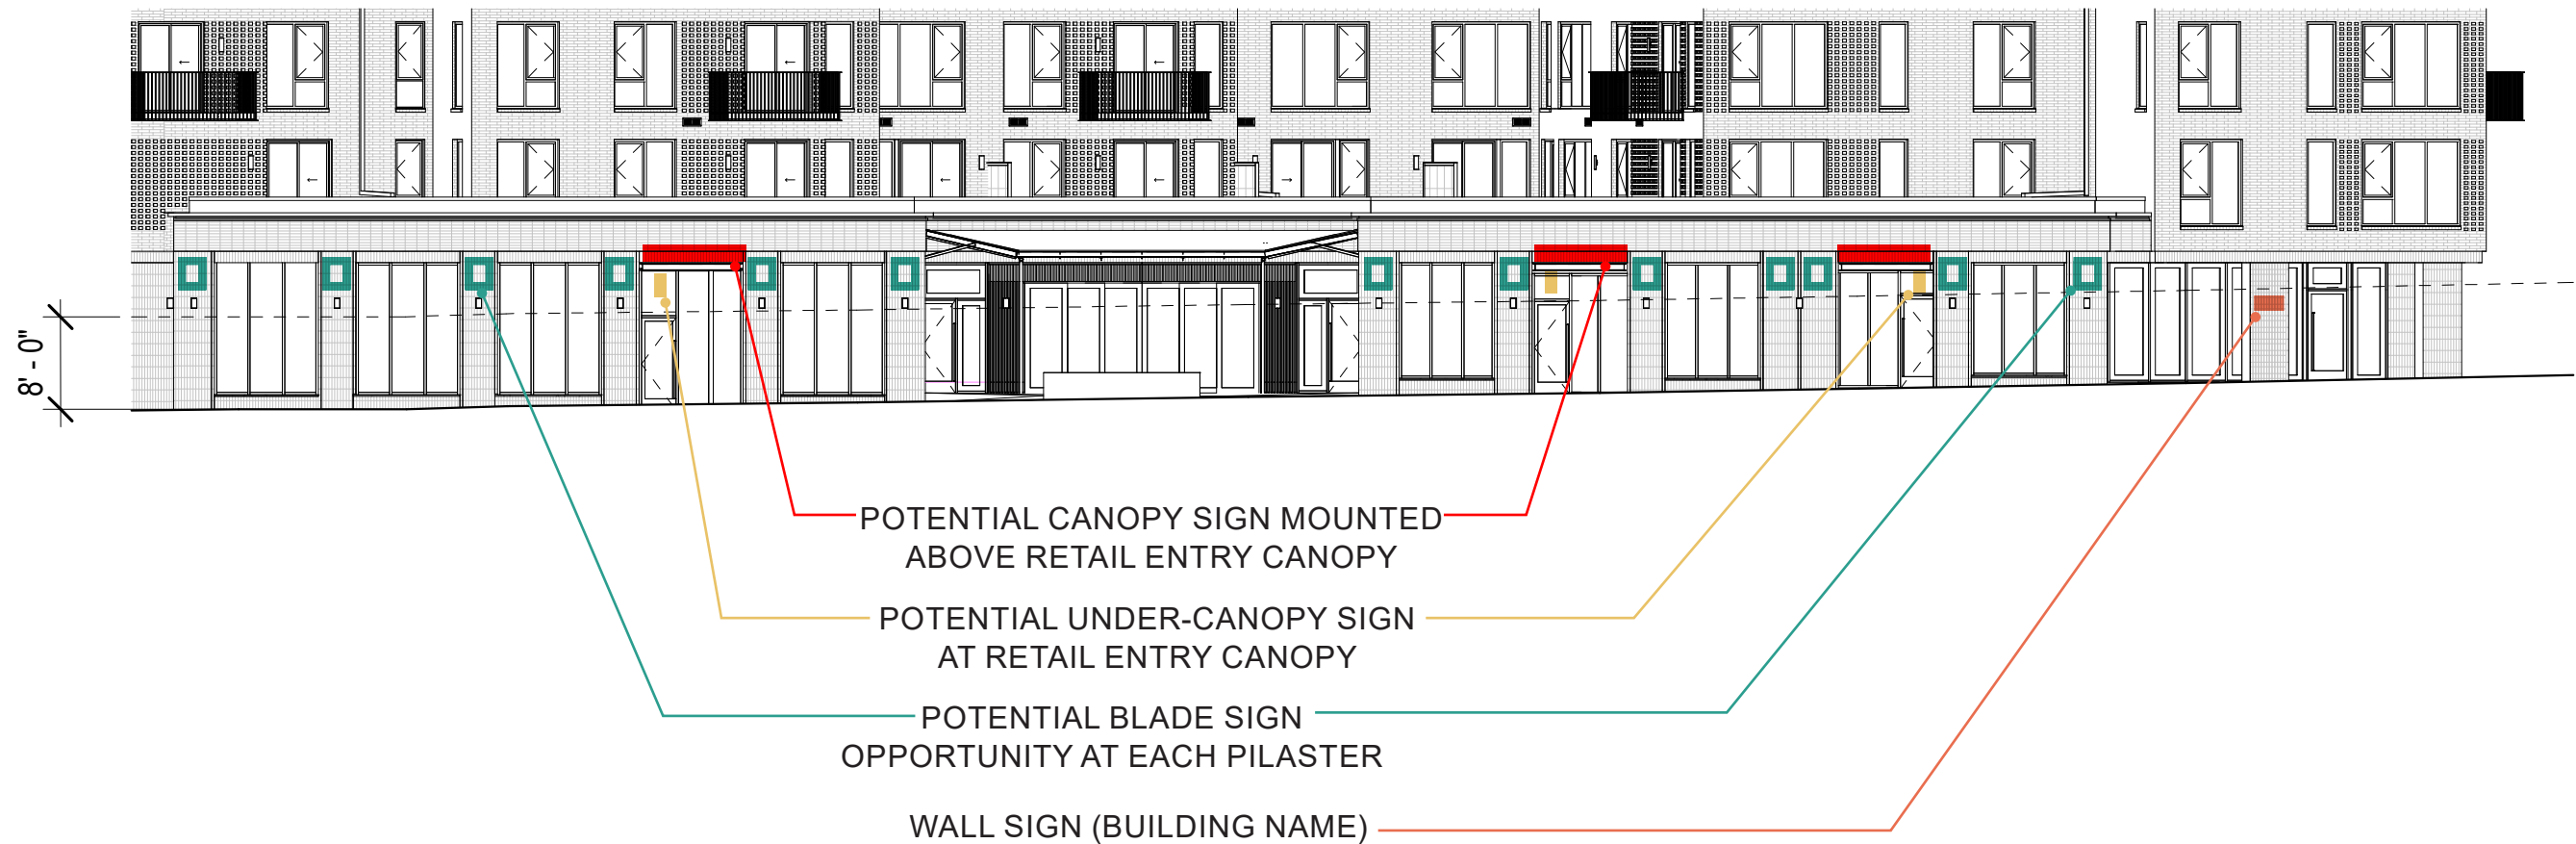 8' - 0"
POTENTIAL CANOPY SIGN MOUNTED
ABOVE RETAIL ENTRY CANOPY
POTENTIAL UNDER-CANOPY SIGN
AT RETAIL ENTRY CANOPY
POTENTIAL BLADE SIGN
OPPORTUNITY AT EACH PILASTER
WALL SIGN (BUILDING NAME)